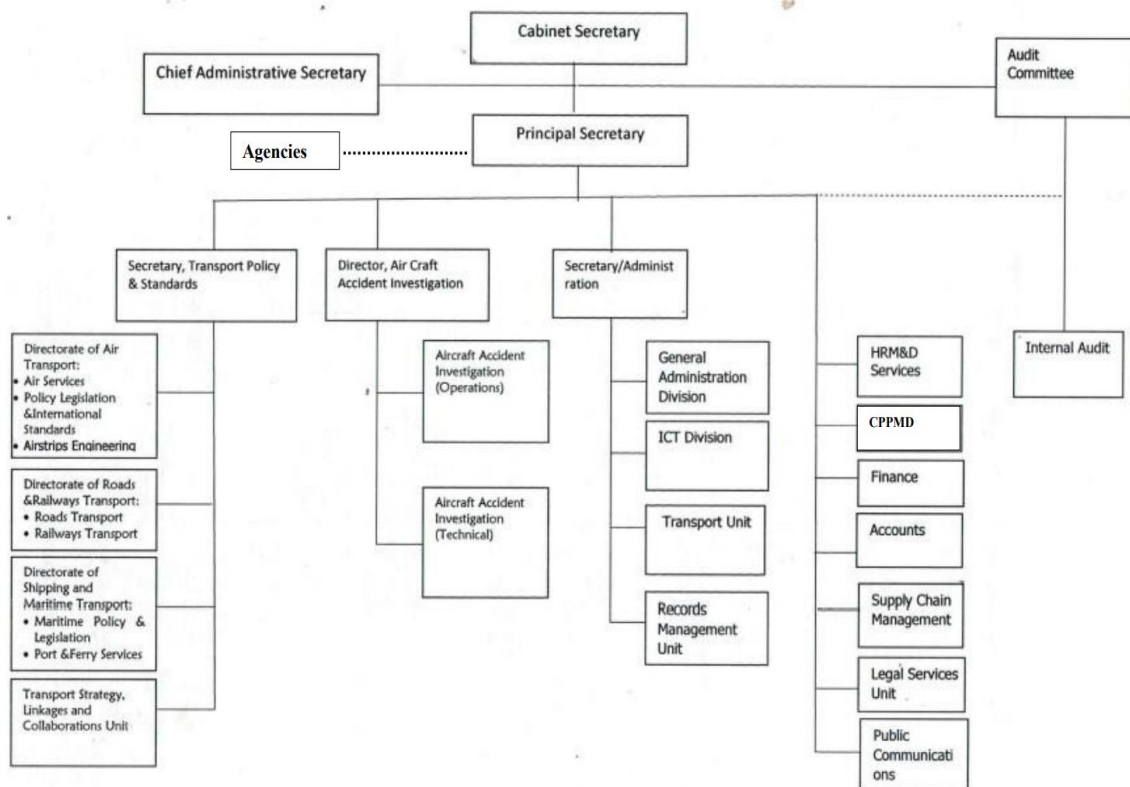 Cabinet Secretary
Chief Administrative Secretary
Audit
Committee
Principal Secretary
Agencies
Secretary, Transport Policy
& Standards
Director, Air Craft
Accident Investigation
Secretary/Administ
ration
Directorate of Air
Transport:
• Air Services
• Policy Legislation
&International
Standards
• Airstrips Engineering
Directorate of Roads
&Railways Transport:
• Roads Transport
• Railways Transport
Directorate of
Shipping and
Maritime Transport:
• Maritime Policy &
Legislation
• Port &Ferry Services
Transport Strategy,
Linkages and
Collaborations Unit
Aircraft Accident
Investigation
(Operations)
Aircraft Accident
Investigation
(Technical)
General
Administration
Division
ICT Division
Transport Unit
Records
Management
Unit
HRM&D
Services
CPPMD
Finance
Accounts
Supply Chain
Management
Legal Services
Unit
Public
Communicati
ons
Internal Audit